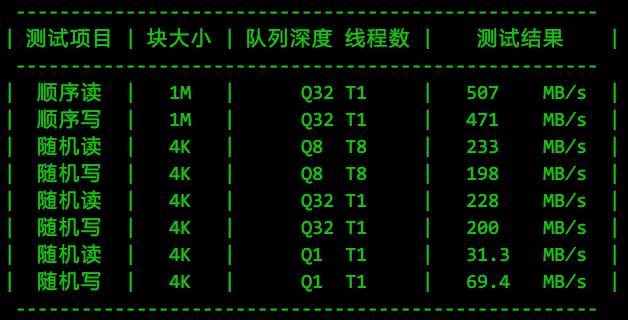 ------------------------------------------------------
| 测试项目 | 块大小 | 队列深度 线程数 | 测试结果 |
------------------------------------------------------
| 顺序读 | 1M | Q32 T1 | 507 MB/s |
| 顺序写 | 1M | Q32 T1 | 471 MB/s |
| 随机读 | 4K | Q8 T8 | 233 MB/s |
| 随机写 | 4K | Q8 T8 | 198 MB/s |
| 随机读 | 4K | Q32 T1 | 228 MB/s |
| 随机写 | 4K | Q32 T1 | 200 MB/s |
| 随机读 | 4K | Q1 T1 | 31.3 MB/s |
| 随机写 | 4K | Q1 T1 | 69.4 MB/s |
------------------------------------------------------